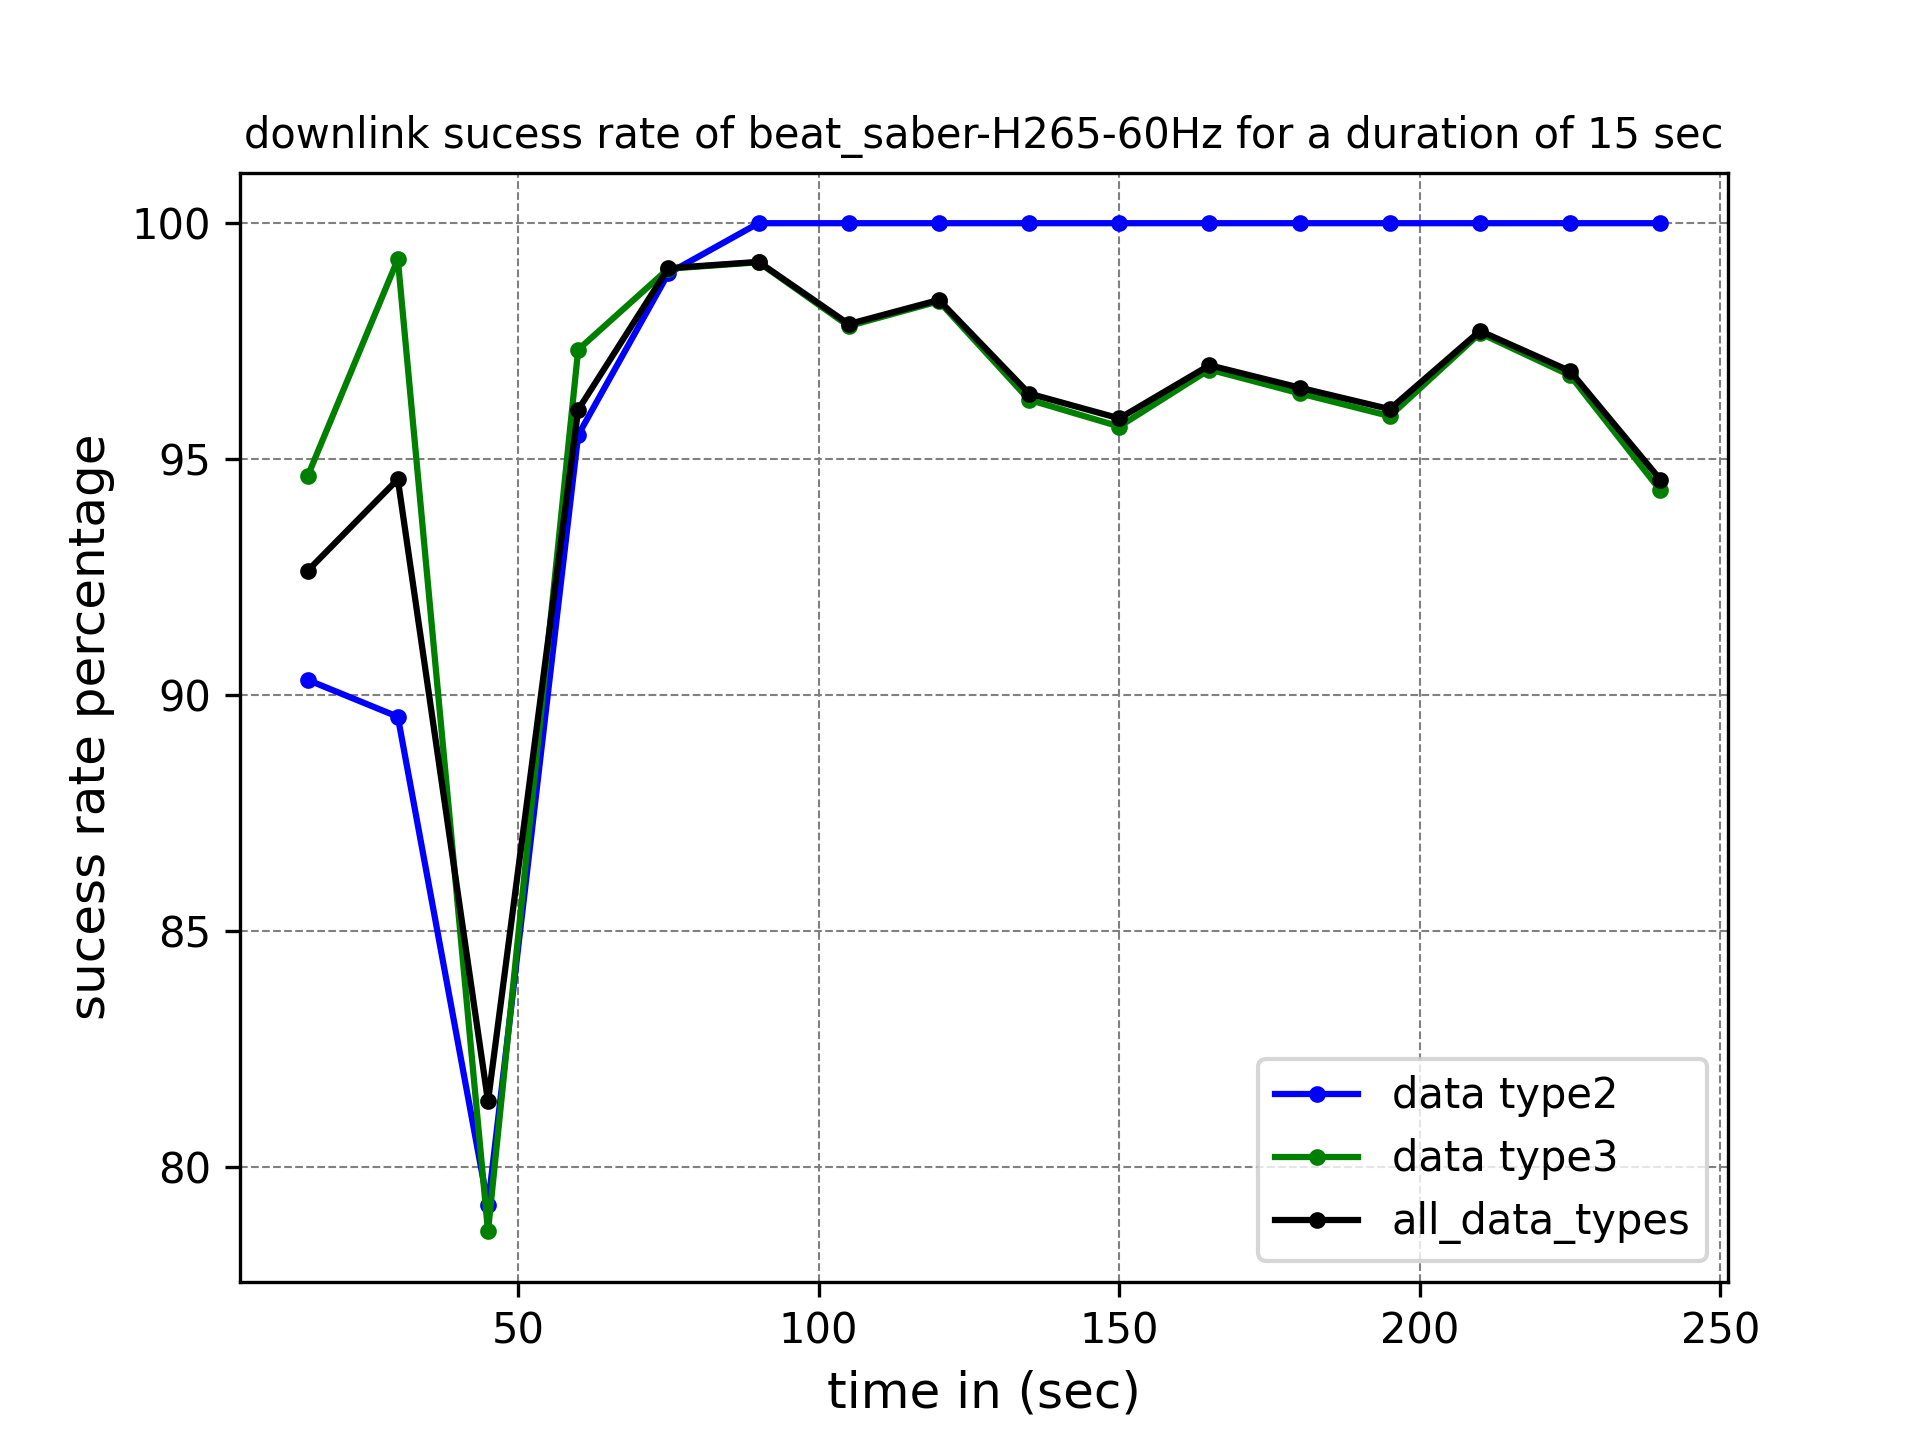 downlink sucess rate of beat_saber-H265-60Hz for a duration of 15 sec
100
95
90
85
80
sucess rate percentage
50 100 150 200 250
time in (sec)
data type2
data type3
all_data_types